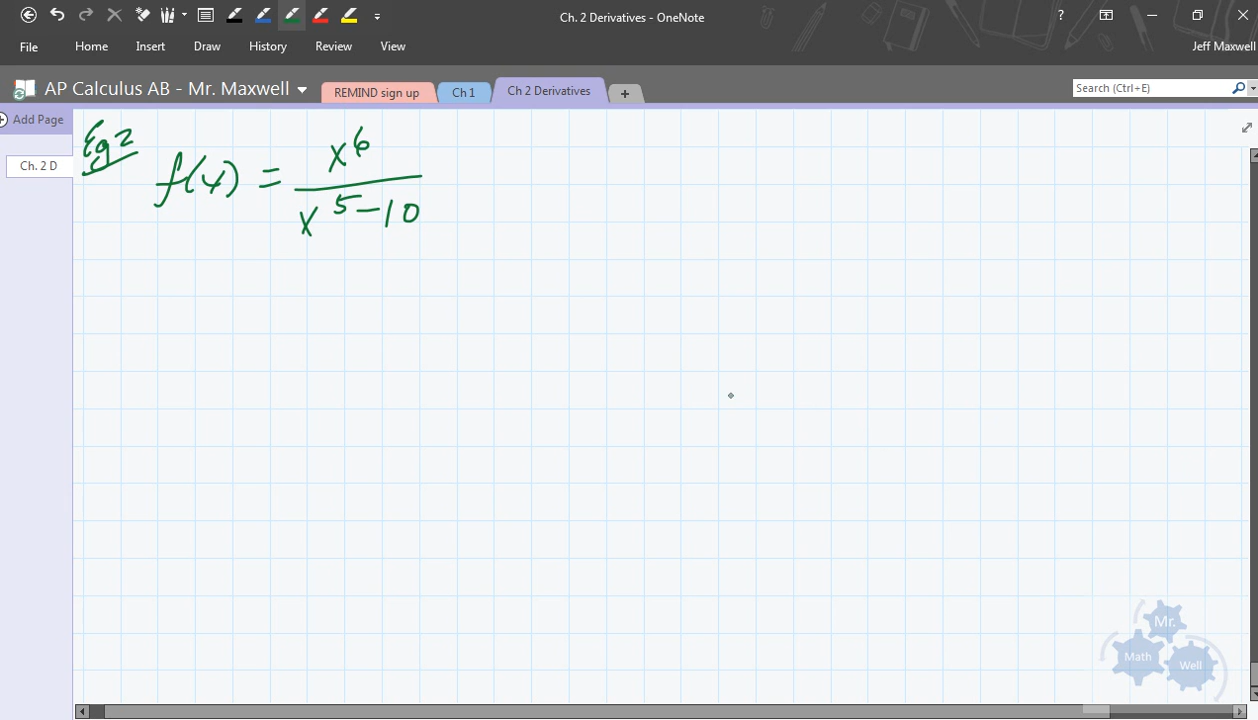 Ch. 2 Derivatives - OneNote
?
File
Home
Insert
Draw
History
Review
View
Jeff Maxwell
AP Calculus AB - Mr. Maxwell
REMIND sign up
Ch 1
Ch 2 Derivatives
+
Search (Ctrl+E)
Add Page
Ch. 2 D
Eg 2
f(4) = x^6 / (x^5 - 10)
Mr.
Math
Well